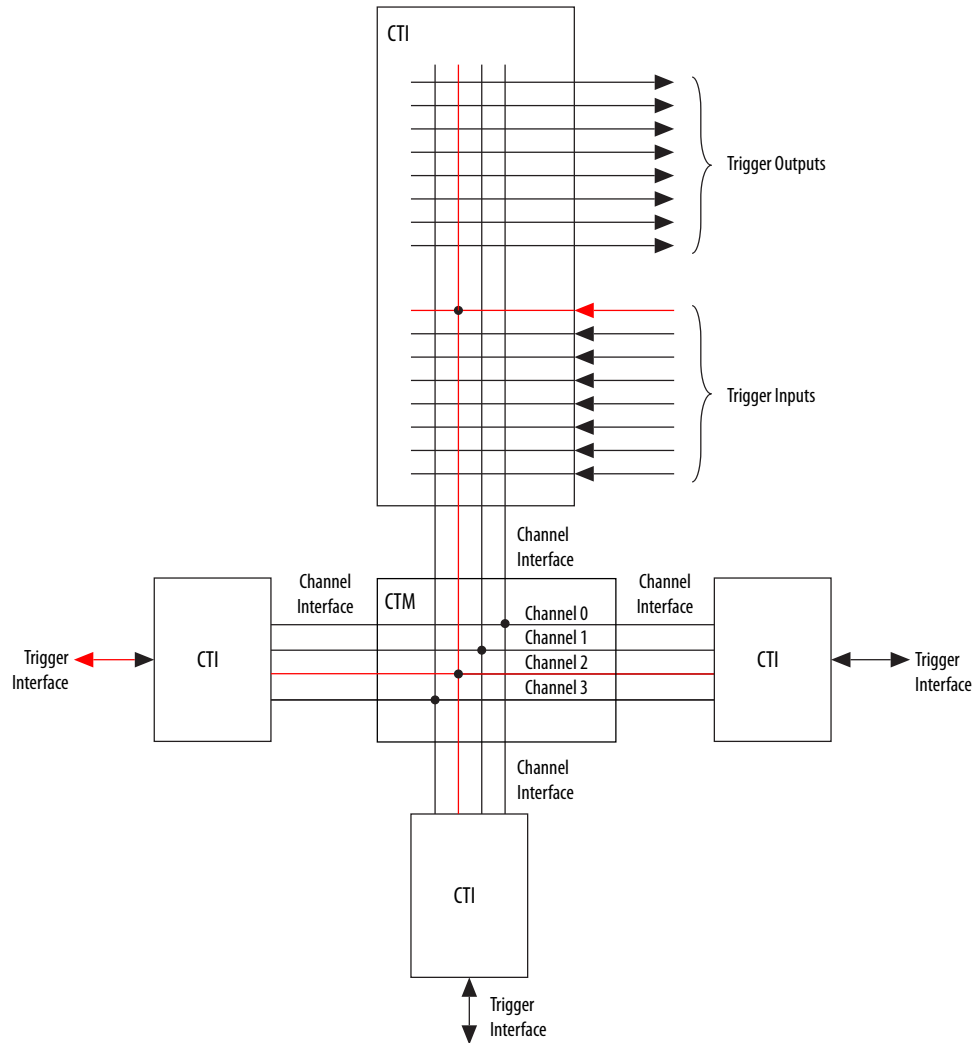 CTI
Trigger Outputs
Trigger Inputs
Channel
Interface
Channel
Interface
CTM
Channel
Interface
Channel 0
Channel 1
Channel 2
Channel 3
Trigger
Interface
CTI
CTI
Trigger
Interface
Channel
Interface
CTI
Trigger
Interface